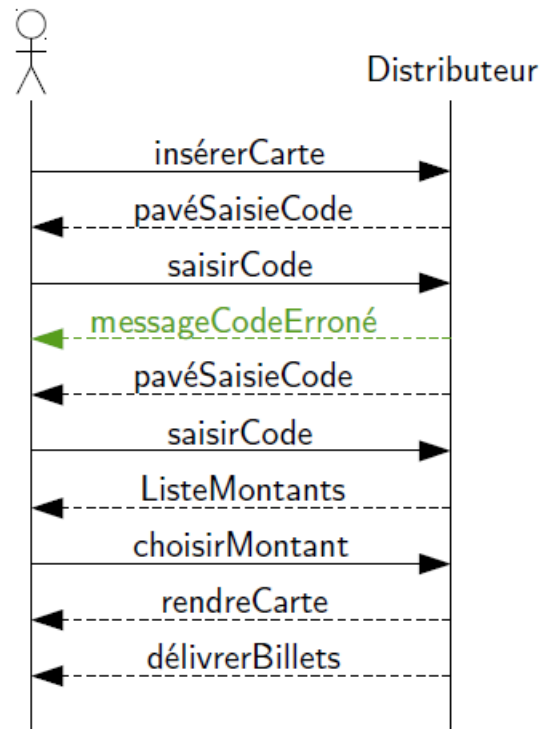 Distributeur
insérerCarte
pavéSaisieCode
saisirCode
messageCodeErroné
pavéSaisieCode
saisirCode
ListeMontants
choisirMontant
rendreCarte
délivrerBillets